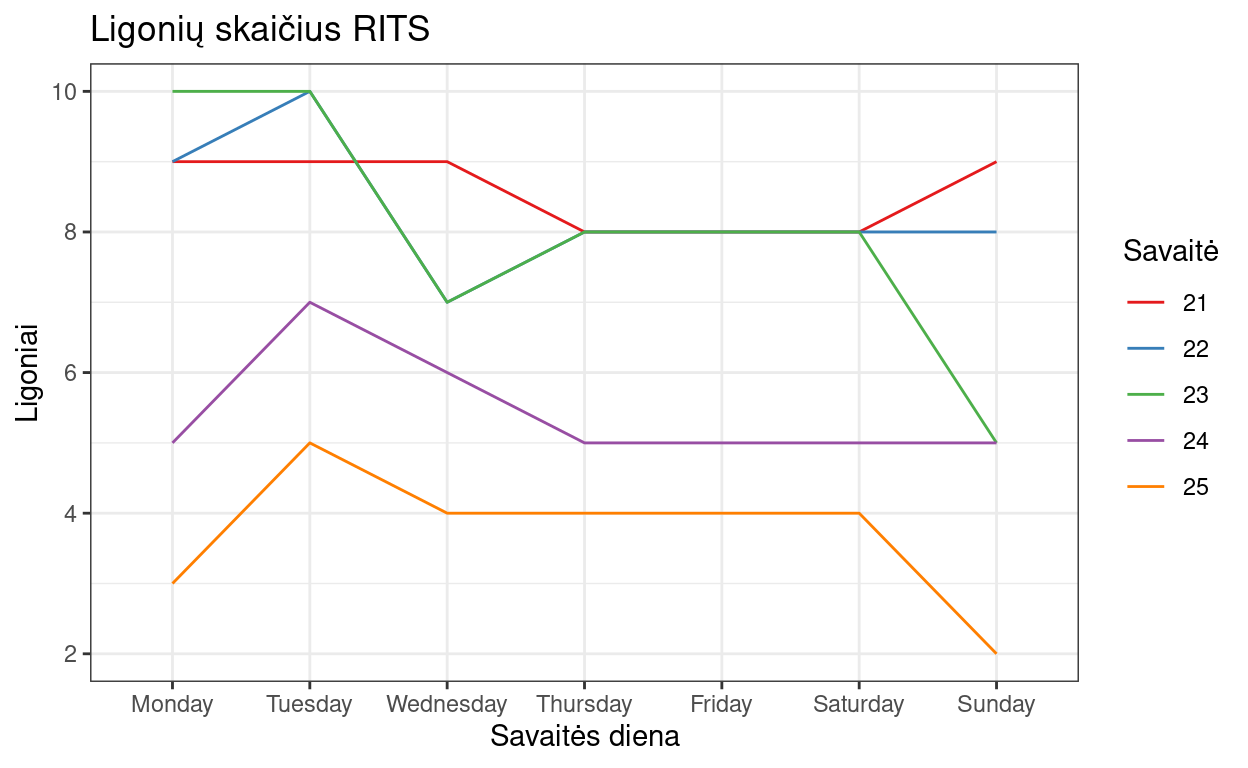 Ligonių skaičius RITS
10
8
6
4
2
Ligoniai
Monday Tuesday Wednesday Thursday Friday Saturday Sunday
Savaitės diena
Savaitė
21
22
23
24
25